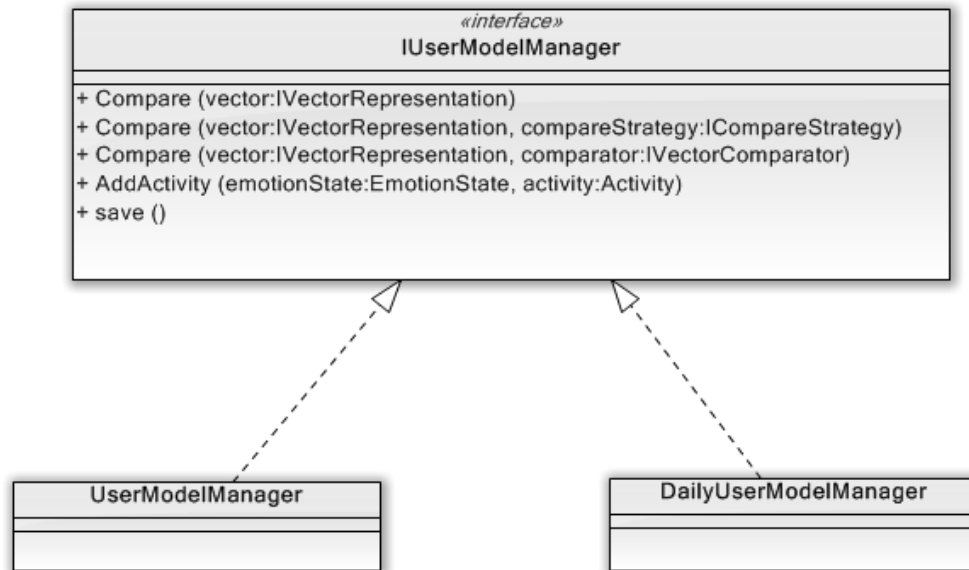 «interface»
IUserModelManager
+ Compare (vector:IVectorRepresentation)
+ Compare (vector:IVectorRepresentation, compareStrategy:ICompareStrategy)
+ Compare (vector:IVectorRepresentation, comparator:IVectorComparator)
+ AddActivity (emotionState:EmotionState, activity:Activity)
+ save ()
UserModelManager
DailyUserModelManager